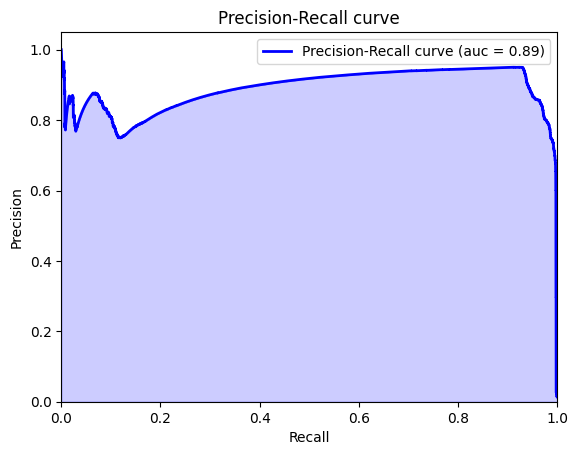 Precision-Recall curve
Precision-Recall curve (auc = 0.89)
1.0
0.8
0.6
0.4
0.2
0.0
Precision
0.0 0.2 0.4 0.6 0.8 1.0
Recall